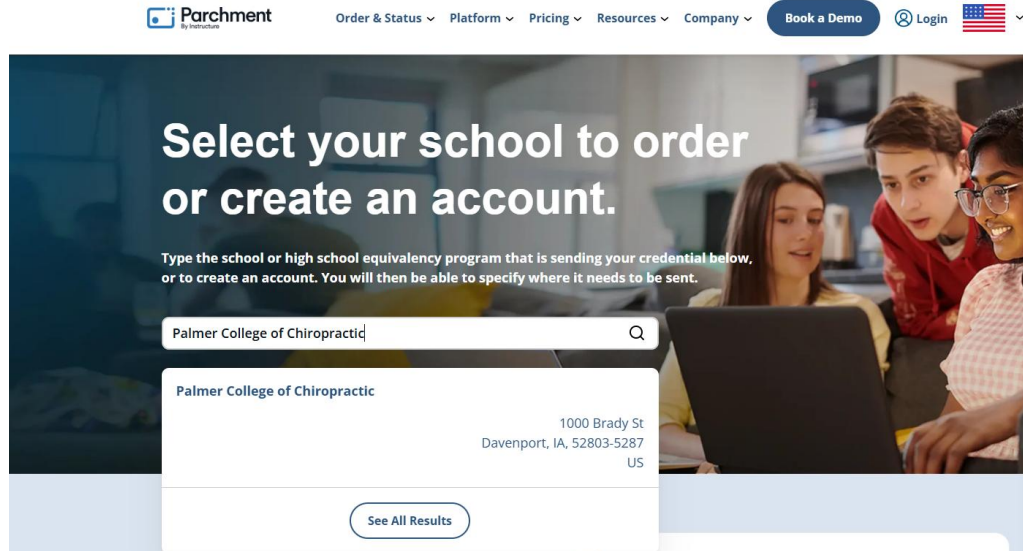 Parchment
By Instructure
Order & Status
Platform
Pricing
Resources
Company
Book a Demo
Login
Select your school to order
or create an account.
Type the school or high school equivalency program that is sending your credential below,
or to create an account. You will then be able to specify where it needs to be sent.
Palmer College of Chiropractic
Palmer College of Chiropractic
1000 Brady St
Davenport, IA, 52803-5287
US
See All Results